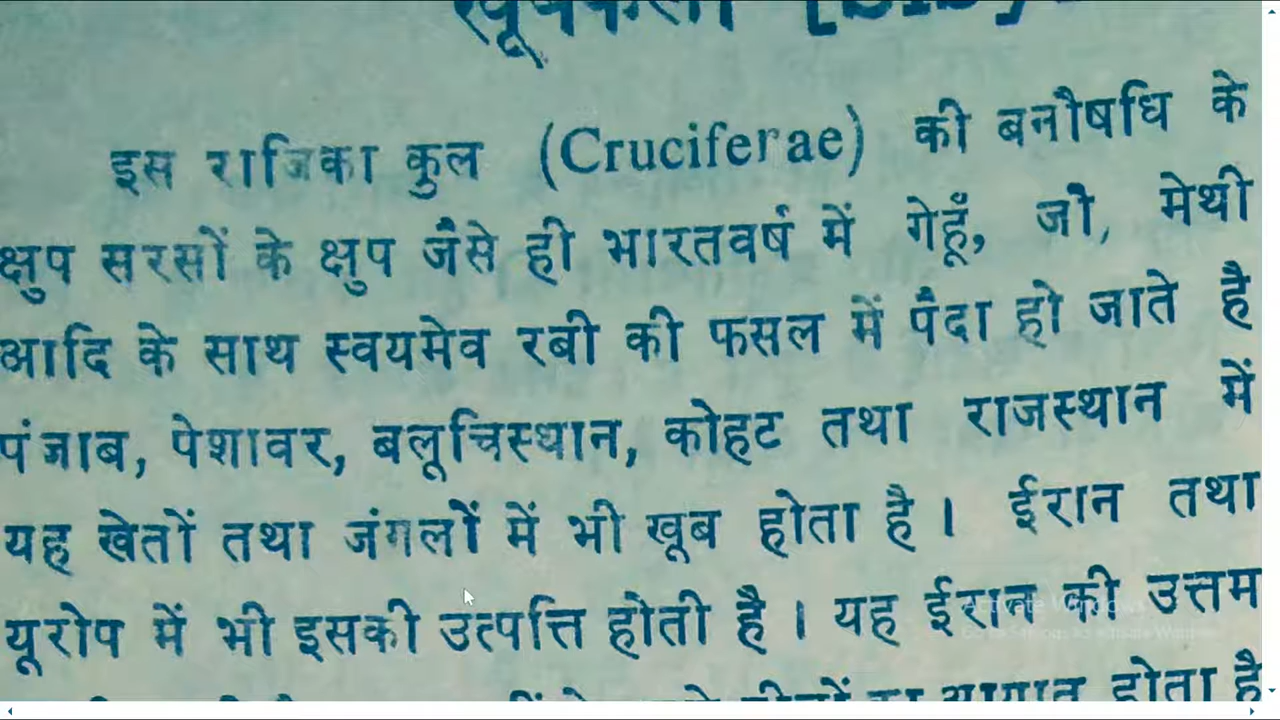 इस राजिका कुल (Cruciferae) की बनौषधि के
क्षुप सरसों के क्षुप जैसे ही भारतवर्ष में गेहूँ, जौ, मेथी
आदि के साथ स्वयमेव रबी की फसल में पैदा हो जाते है
पंजाब, पेशावर, बलूचिस्थान, कोहट तथा राजस्थान में
यह खेतों तथा जंगलों में भी खूब होता है । ईरान तथा
यूरोप में भी इसकी उत्पत्ति होती है । यह ईरान की उत्तम
होता है